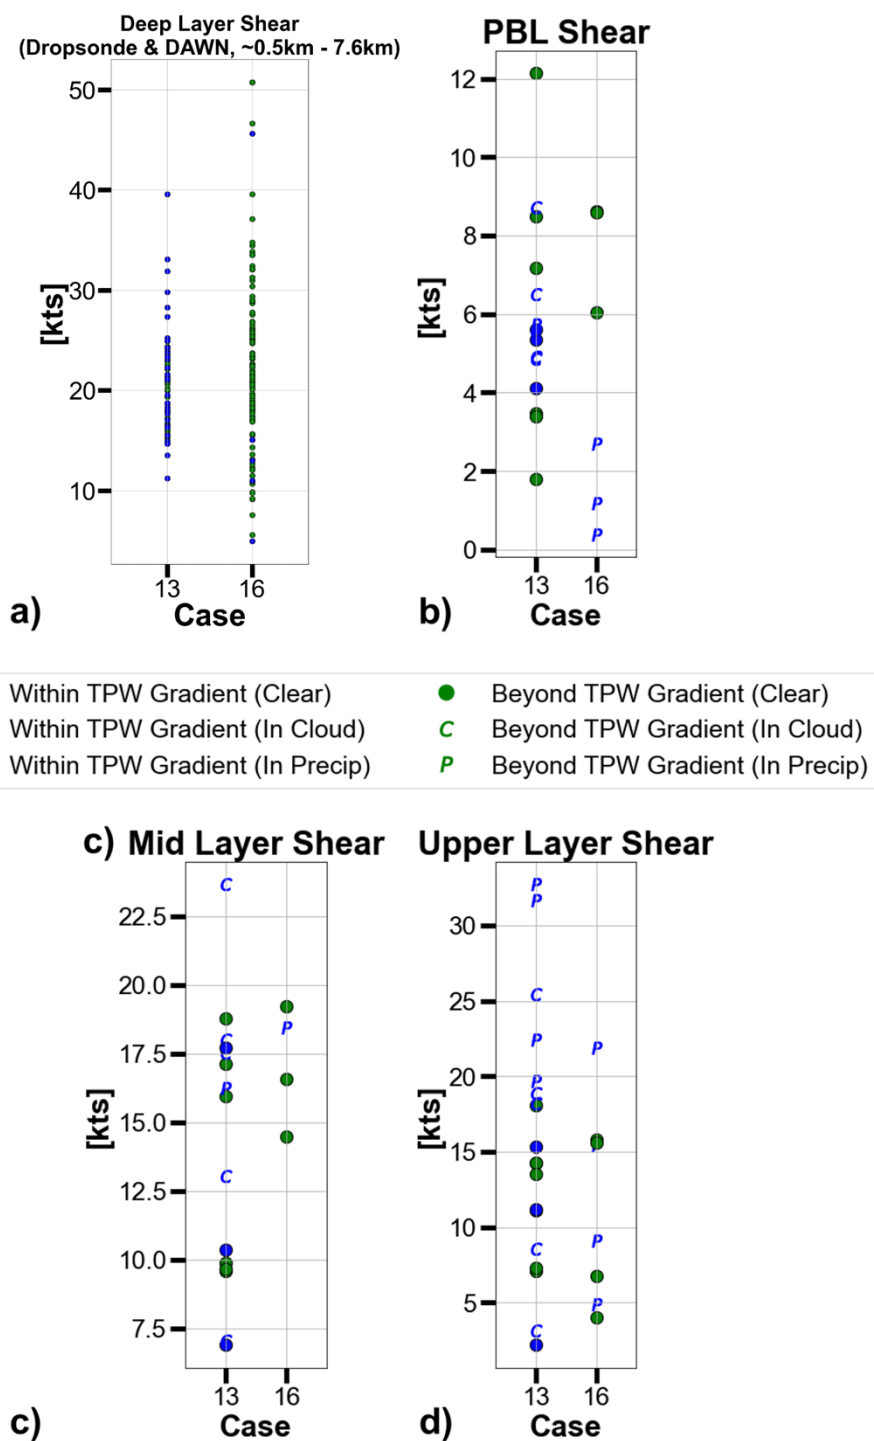 Deep Layer Shear
(Dropsonde & DAWN, ~0.5km - 7.6km)
50
40
30
20
10
[kts]
13
16
Case
a)
PBL Shear
12
10
8
6
4
2
0
[kts]
C
C
C
P
P
P
13
16
Case
b)
Within TPW Gradient (Clear)
Within TPW Gradient (In Cloud)
Within TPW Gradient (In Precip)
Beyond TPW Gradient (Clear)
C Beyond TPW Gradient (In Cloud)
P Beyond TPW Gradient (In Precip)
c) Mid Layer Shear
22.5
20.0
17.5
15.0
12.5
10.0
7.5
[kts]
C
C
P
C
C
P
13
16
Case
c)
Upper Layer Shear
30
25
20
15
10
5
[kts]
P
P
C
P
P
C
C
C
P
P
P
13
16
Case
d)